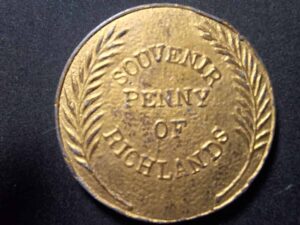 SOUVENIR
PENNY
OF
RICHLANDS